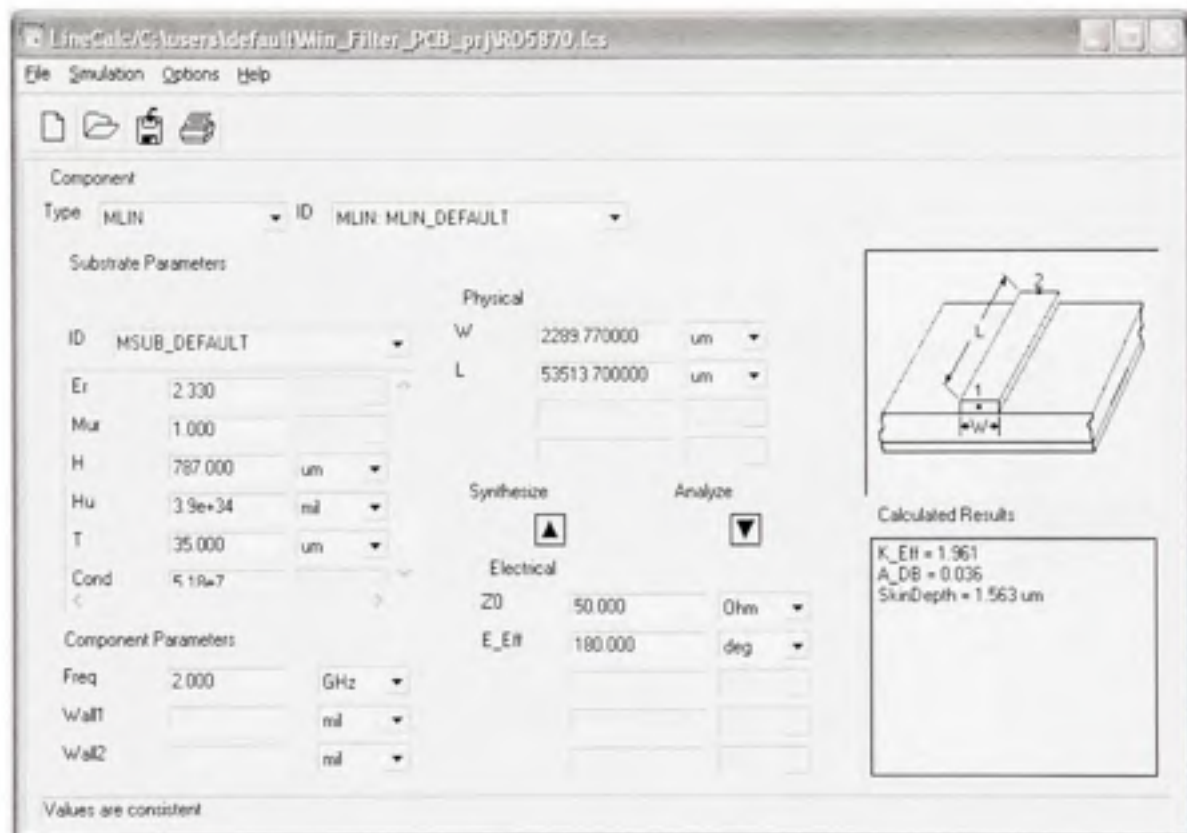 LineCalc/C:\users\default\Min_Filter_PCB_prj\RO5870.lcs
File Simulation Options Help
Component
Type MLIN ID MLIN: MLIN_DEFAULT
Substrate Parameters
ID MSUB_DEFAULT
Er 2.330
Mur 1.000
H 787.000 um
Hu 3.9e+34 mil
T 35.000 um
Cond 5.18e7
Component Parameters
Freq 2.000 GHz
Wall1 mil
Wall2 mil
Physical
W 2289.770000 um
L 53513.700000 um
Synthesize Analyze
Electrical
Z0 50.000 Ohm
E_Eff 180.000 deg
2
L
1
W
Calculated Results
K_Eff = 1.961
A_DB = 0.036
SkinDepth = 1.563 um
Values are consistent